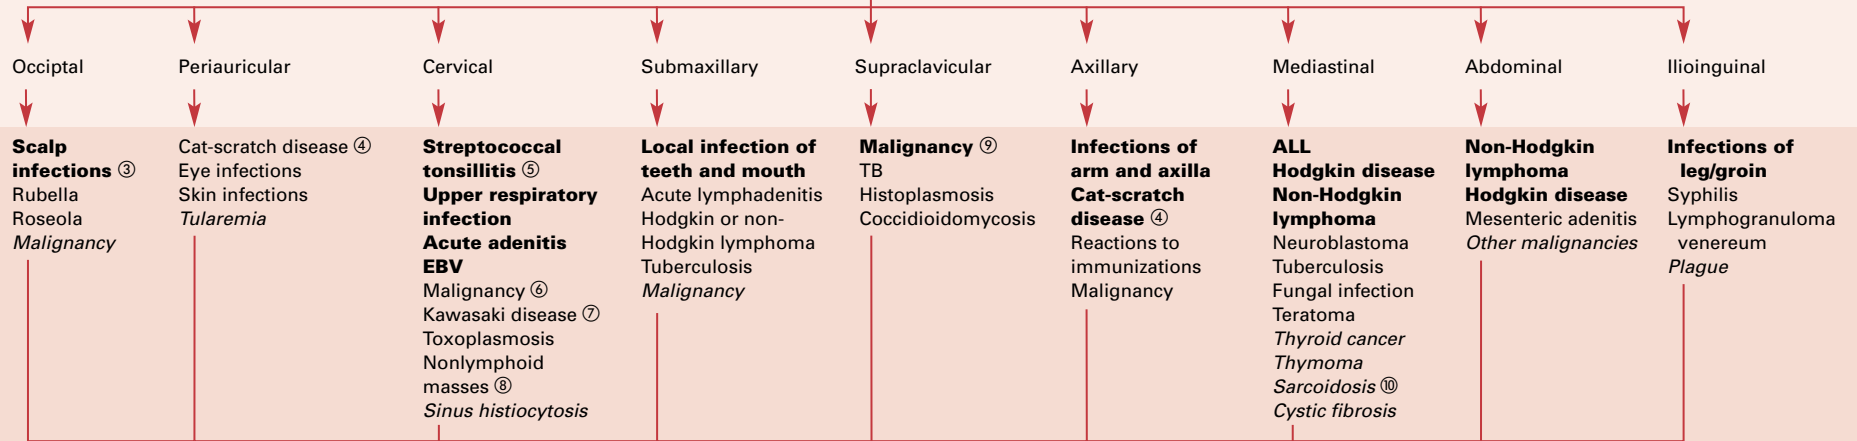 Occiptal
Periauricular
Cervical
Submaxillary
Supraclavicular
Axillary
Mediastinal
Abdominal
Ilioinguinal
Scalp
infections ③
Rubella
Roseola
Malignancy
Cat-scratch disease ④
Eye infections
Skin infections
Tularemia
Streptococcal
tonsillitis ⑤
Upper respiratory
infection
Acute adenitis
EBV
Malignancy ⑥
Kawasaki disease ⑦
Toxoplasmosis
Nonlymphoid
masses ⑧
Sinus histiocytosis
Local infection of
teeth and mouth
Acute lymphadenitis
Hodgkin or non-
Hodgkin lymphoma
Tuberculosis
Malignancy
Malignancy ⑨
TB
Histoplasmosis
Coccidioidomycosis
Infections of
arm and axilla
Cat-scratch
disease ④
Reactions to
immunizations
Malignancy
ALL
Hodgkin disease
Non-Hodgkin
lymphoma
Neuroblastoma
Tuberculosis
Fungal infection
Teratoma
Thyroid cancer
Thymoma
Sarcoidosis ⑩
Cystic fibrosis
Non-Hodgkin
lymphoma
Hodgkin disease
Mesenteric adenitis
Other malignancies
Infections of
leg/groin
Syphilis
Lymphogranuloma
venereum
Plague